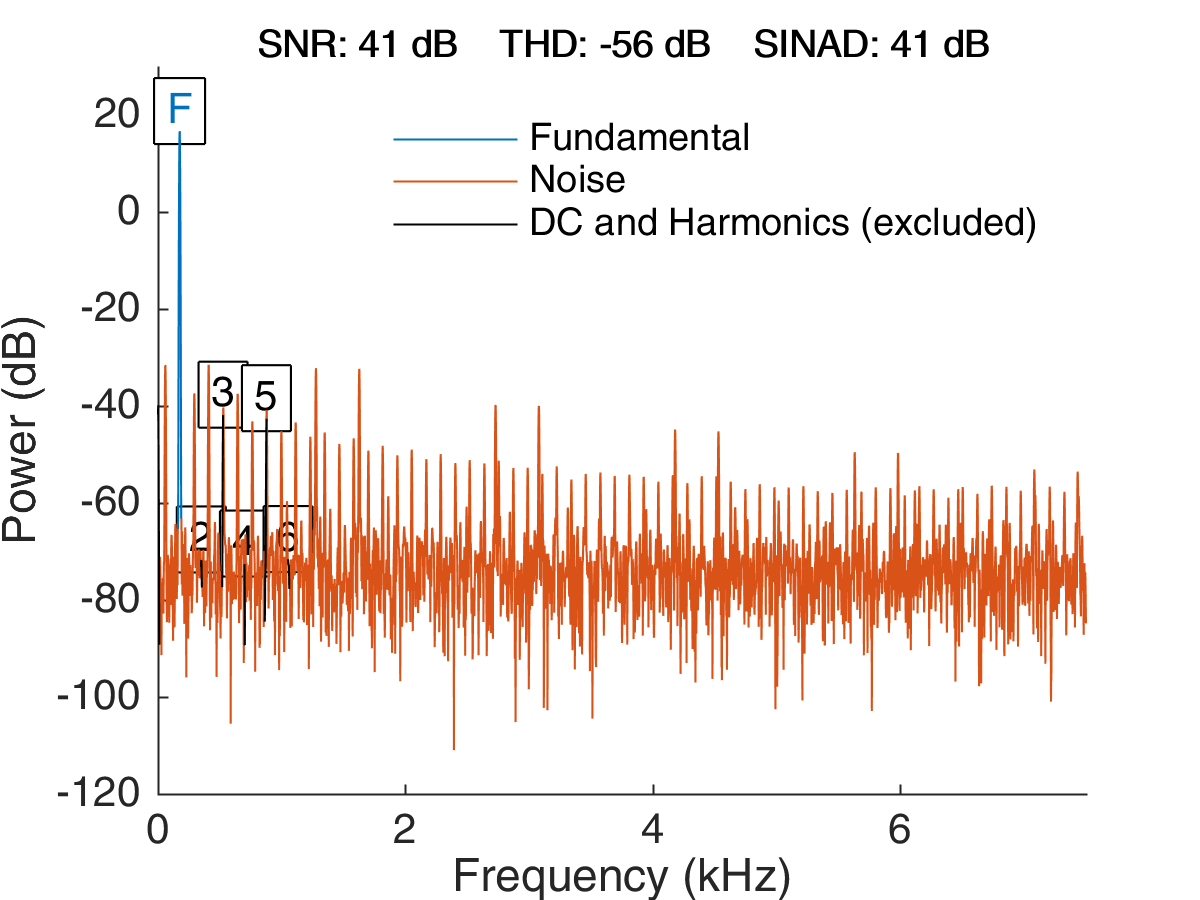 SNR: 41 dB THD: -56 dB SINAD: 41 dB
20
F
Fundamental
Noise
0
DC and Harmonics (excluded)
-20
3
5
-40
-60
2
4
6
-80
-100
-120
0 2 4 6
Power (dB)
Frequency (kHz)